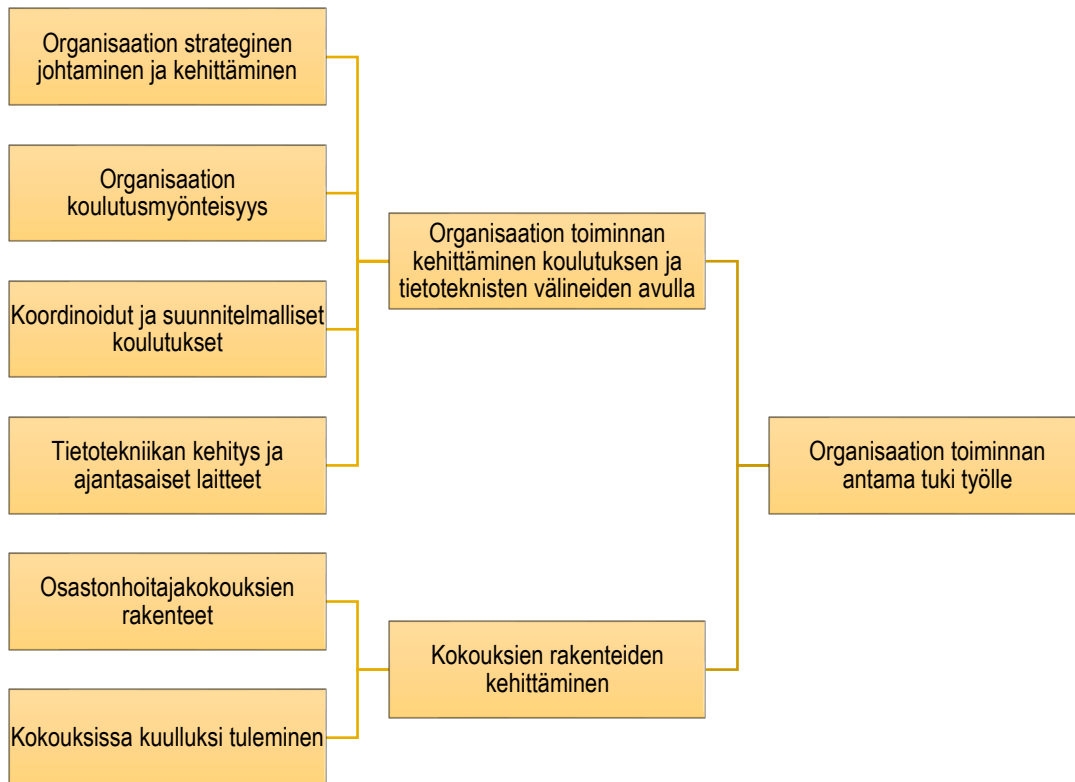 Organisaation strateginen
johtaminen ja kehittäminen
Organisaation
koulutusmyönteisyys
Koordinoidut ja suunnitelmalliset
koulutukset
Tietotekniikan kehitys ja
ajantasaiset laitteet
Osastonhoitajakokouksien
rakenteet
Kokouksissa kuulluksi tuleminen
Organisaation toiminnan
kehittäminen koulutuksen ja
tietoteknisten välineiden avulla
Kokouksien rakenteiden
kehittäminen
Organisaation toiminnan
antama tuki työlle